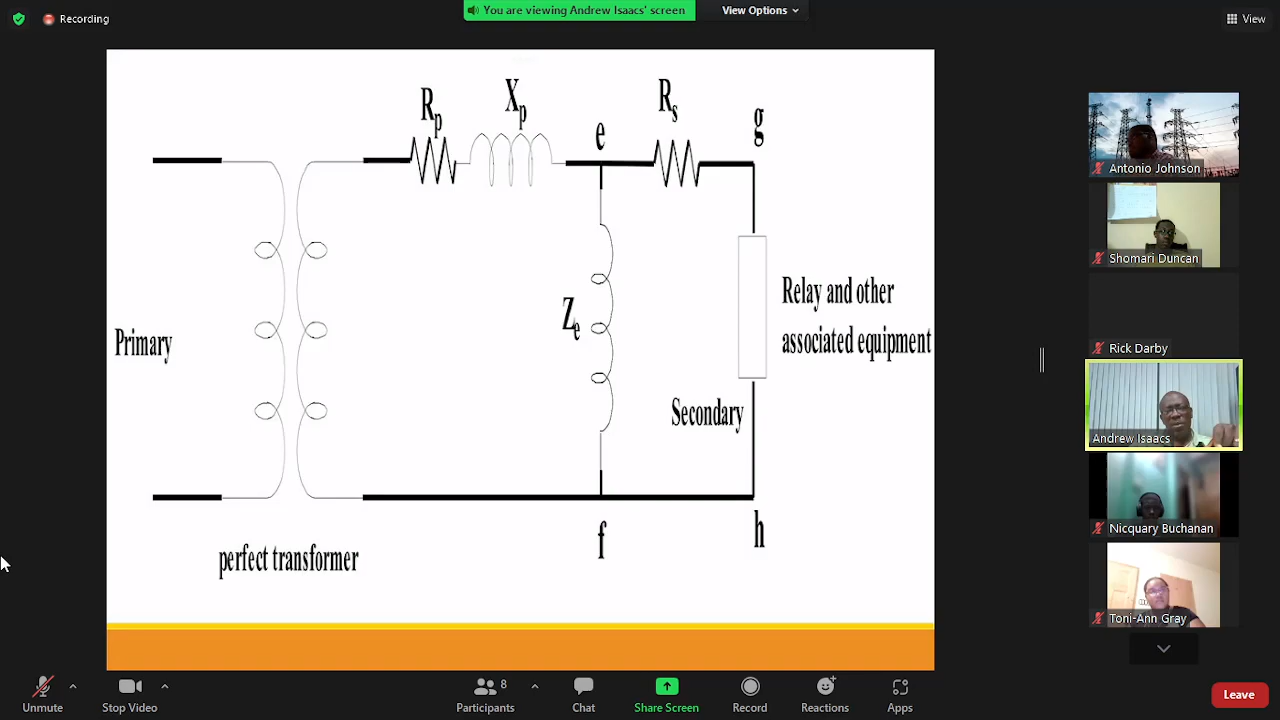 Recording
You are viewing Andrew Isaacs' screen
View Options
View
Rp
Xp
e
Rs
g
Ze
Relay and other
associated equipment
Primary
Secondary
f
h
perfect transformer
Antonio Johnson
Shomari Duncan
Rick Darby
Andrew Isaacs
Nicquary Buchanan
Toni-Ann Gray
Unmute
Stop Video
8
Participants
Chat
Share Screen
Record
Reactions
Apps
Leave